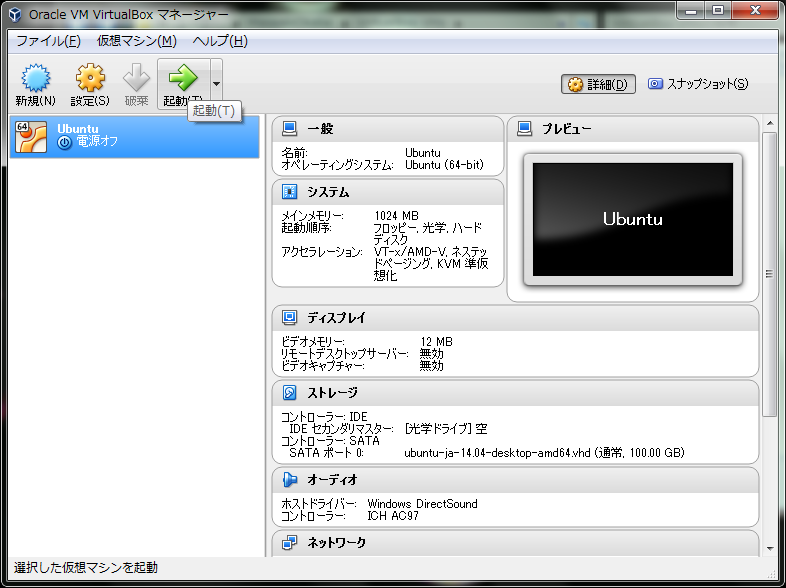 Oracle VM VirtualBox マネージャー
ファイル(F) 仮想マシン(M) ヘルプ(H)
新規(N) 設定(S) 破棄 起動(T)
詳細(D) スナップショット(S)
起動(T)
64
Ubuntu
電源オフ
一般
名前: Ubuntu
オペレーティングシステム: Ubuntu (64-bit)
システム
メインメモリー: 1024 MB
起動順序: フロッピー, 光学, ハード
ディスク
アクセラレーション: VT-x/AMD-V, ネステッ
ドページング, KVM 準仮
想化
プレビュー
Ubuntu
ディスプレイ
ビデオメモリー: 12 MB
リモートデスクトップサーバー: 無効
ビデオキャプチャー: 無効
ストレージ
コントローラー: IDE
IDE セカンダリマスター: [光学ドライブ] 空
コントローラー: SATA
SATA ポート 0: ubuntu-ja-14.04-desktop-amd64.vhd (通常, 100.00 GB)
オーディオ
ホストドライバー: Windows DirectSound
コントローラー: ICH AC97
ネットワーク
選択した仮想マシンを起動